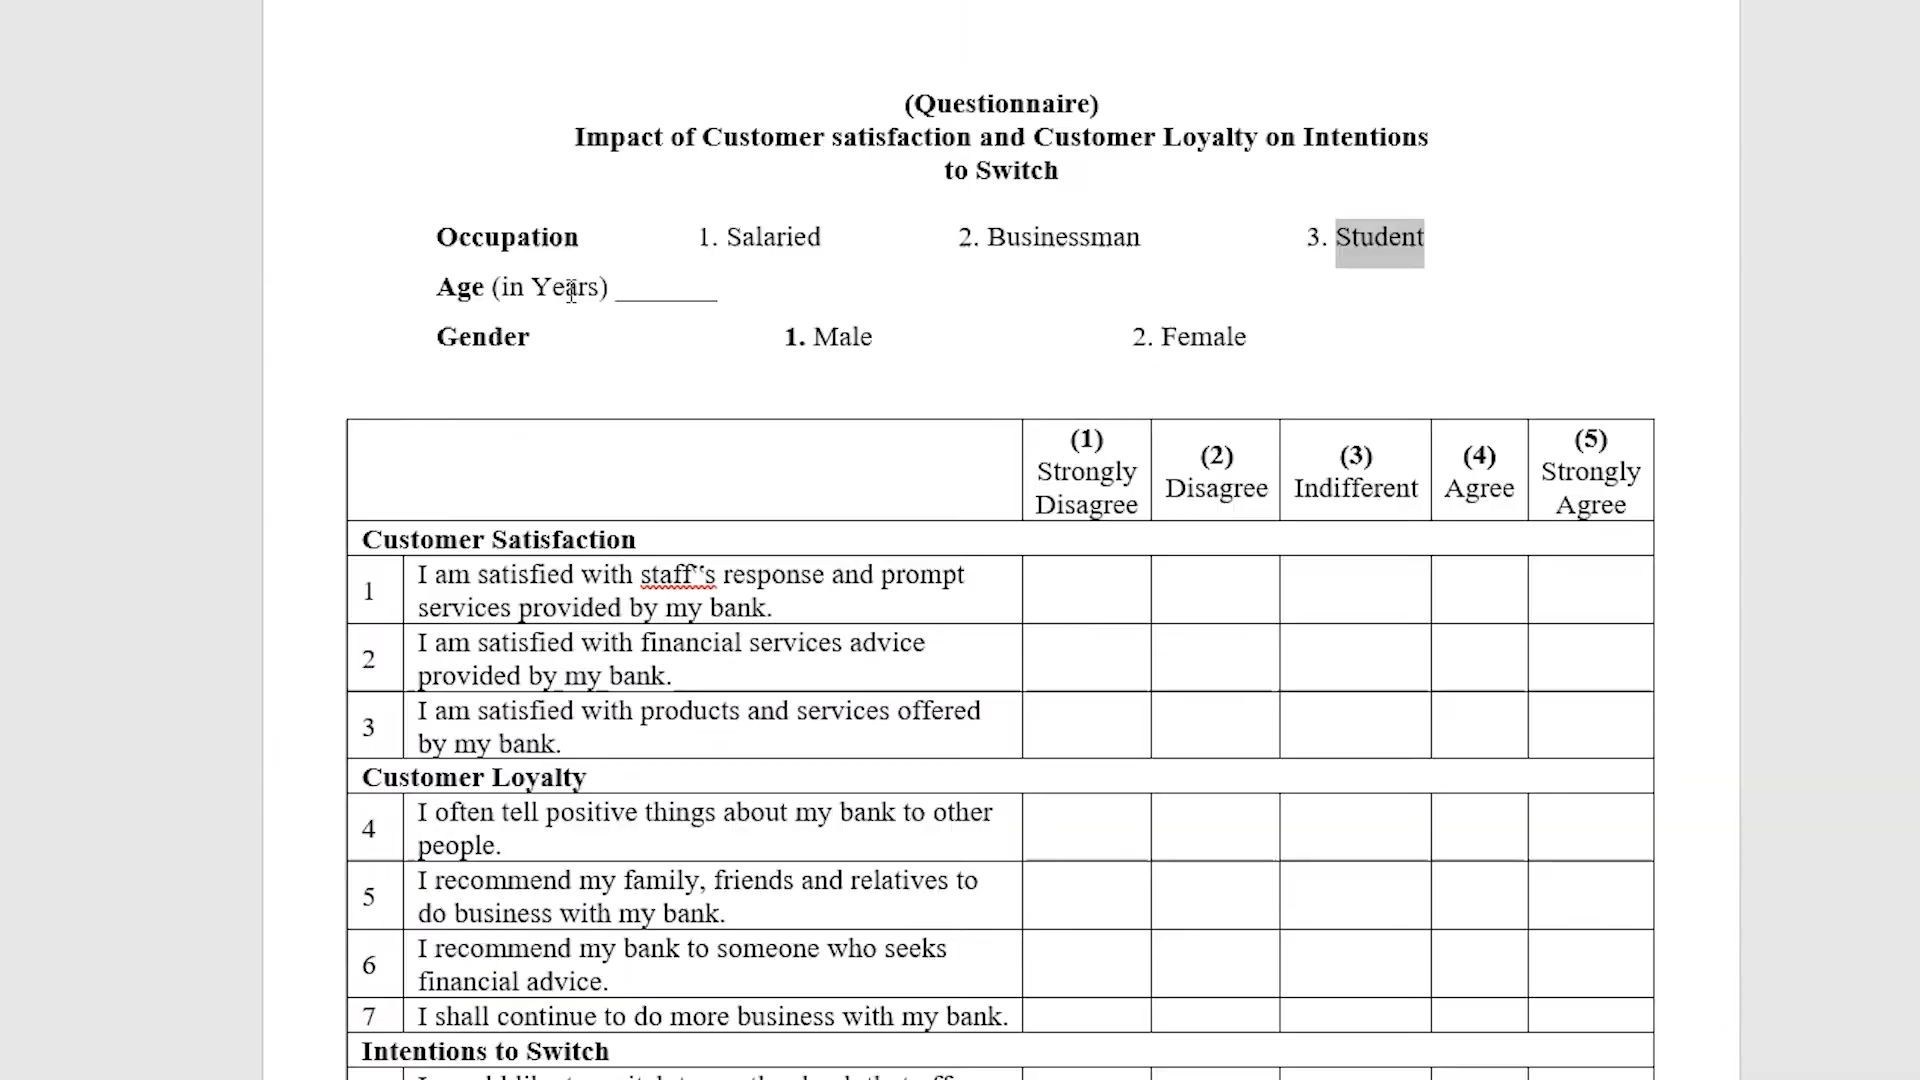 (Questionnaire)
Impact of Customer satisfaction and Customer Loyalty on Intentions
to Switch
Occupation 1. Salaried 2. Businessman 3. Student
Age (in Years) ________
Gender 1. Male 2. Female
(1) Strongly Disagree (2) Disagree (3) Indifferent (4) Agree (5) Strongly Agree
Customer Satisfaction
1 I am satisfied with staff‟s response and prompt
services provided by my bank.
2 I am satisfied with financial services advice
provided by my bank.
3 I am satisfied with products and services offered
by my bank.
Customer Loyalty
4 I often tell positive things about my bank to other
people.
5 I recommend my family, friends and relatives to
do business with my bank.
6 I recommend my bank to someone who seeks
financial advice.
7 I shall continue to do more business with my bank.
Intentions to Switch